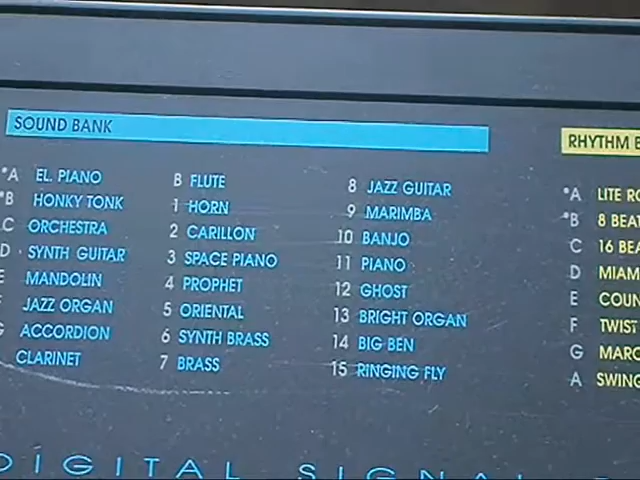 SOUND BANK
*A EL. PIANO
*B HONKY TONK
C ORCHESTRA
D SYNTH GUITAR
E MANDOLIN
JAZZ ORGAN
G ACCORDION
CLARINET
B FLUTE
1 HORN
2 CARILLON
3 SPACE PIANO
4 PROPHET
5 ORIENTAL
6 SYNTH BRASS
7 BRASS
8 JAZZ GUITAR
9 MARIMBA
10 BANJO
11 PIANO
12 GHOST
13 BRIGHT ORGAN
14 BIG BEN
15 RINGING FLY
RHYTHM
*A LITE
*B 8 BEAT
C 16
D
E
F TWIST
G
A SWING
DIGITAL SIGNAL